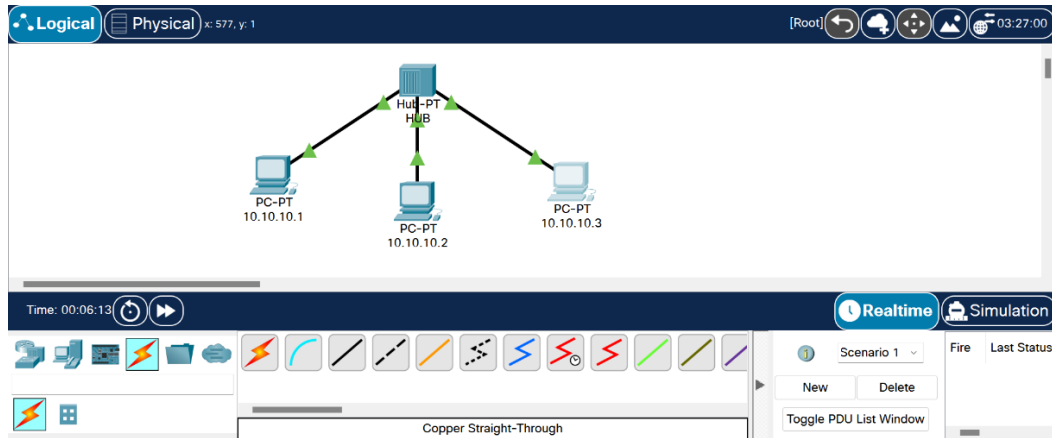 Logical
Physical
x: 577, y: 1
[Root]
03:27:00
Hub-PT
HUB
PC-PT
10.10.10.1
PC-PT
10.10.10.2
PC-PT
10.10.10.3
Time: 00:06:13
Realtime
Simulation
Scenario 1
Fire
Last Status
New
Delete
Toggle PDU List Window
Copper Straight-Through